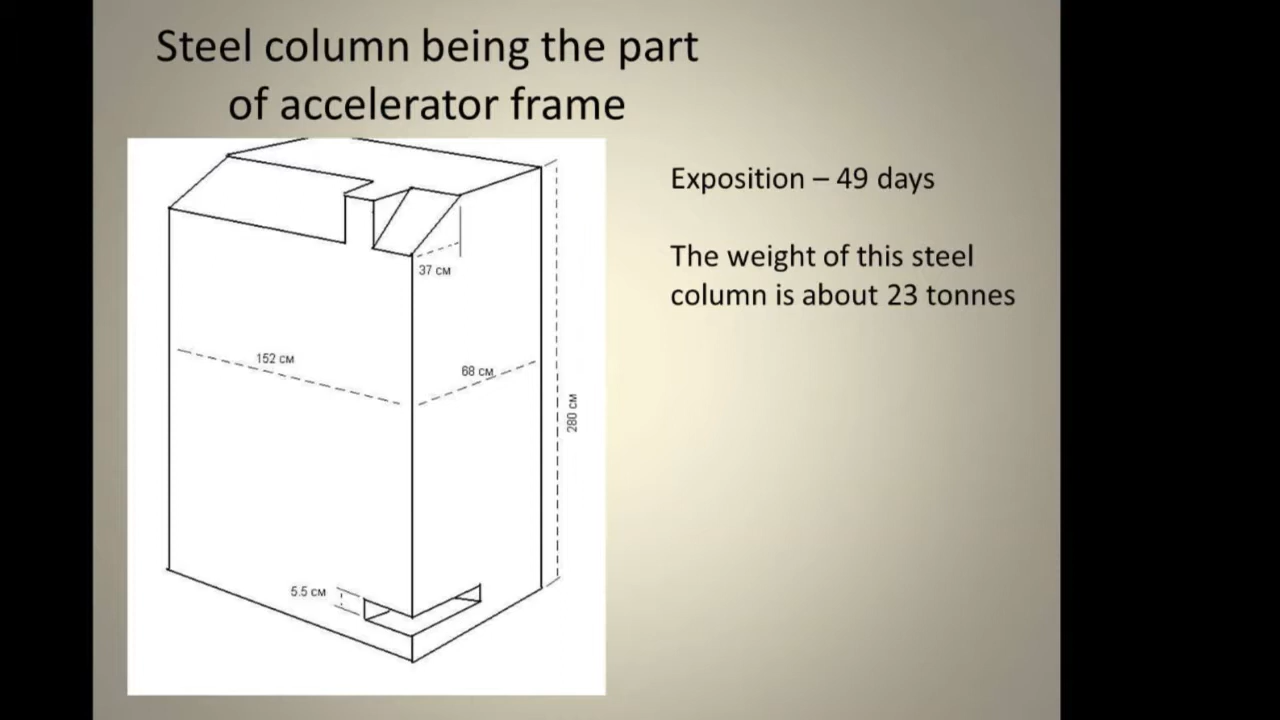 Steel column being the part
of accelerator frame
Exposition – 49 days
The weight of this steel
column is about 23 tonnes
37 см
152 см
68 см
280 см
5.5 см